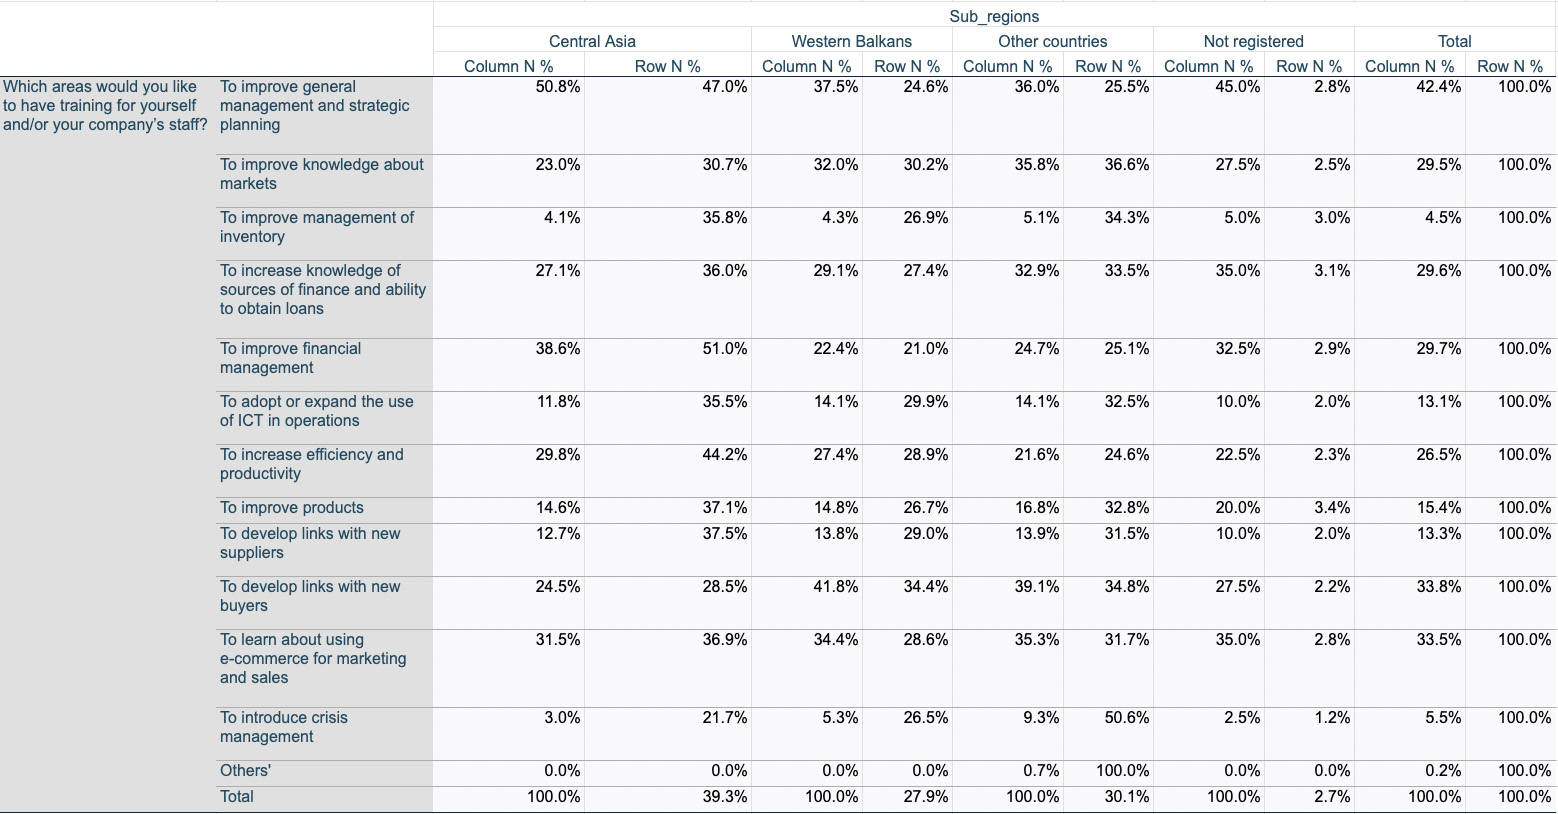 Sub_regions
Central Asia Western Balkans Other countries Not registered Total
Column N % Row N % Column N % Row N % Column N % Row N % Column N % Row N % Column N % Row N %
Which areas would you like
to have training for yourself
and/or your company's staff?
To improve general
management and strategic
planning
50.8% 47.0% 37.5% 24.6% 36.0% 25.5% 45.0% 2.8% 42.4% 100.0%
To improve knowledge about
markets
23.0% 30.7% 32.0% 30.2% 35.8% 36.6% 27.5% 2.5% 29.5% 100.0%
To improve management of
inventory
4.1% 35.8% 4.3% 26.9% 5.1% 34.3% 5.0% 3.0% 4.5% 100.0%
To increase knowledge of
sources of finance and ability
to obtain loans
27.1% 36.0% 29.1% 27.4% 32.9% 33.5% 35.0% 3.1% 29.6% 100.0%
To improve financial
management
38.6% 51.0% 22.4% 21.0% 24.7% 25.1% 32.5% 2.9% 29.7% 100.0%
To adopt or expand the use
of ICT in operations
11.8% 35.5% 14.1% 29.9% 14.1% 32.5% 10.0% 2.0% 13.1% 100.0%
To increase efficiency and
productivity
29.8% 44.2% 27.4% 28.9% 21.6% 24.6% 22.5% 2.3% 26.5% 100.0%
To improve products
14.6% 37.1% 14.8% 26.7% 16.8% 32.8% 20.0% 3.4% 15.4% 100.0%
To develop links with new
suppliers
12.7% 37.5% 13.8% 29.0% 13.9% 31.5% 10.0% 2.0% 13.3% 100.0%
To develop links with new
buyers
24.5% 28.5% 41.8% 34.4% 39.1% 34.8% 27.5% 2.2% 33.8% 100.0%
To learn about using
e-commerce for marketing
and sales
31.5% 36.9% 34.4% 28.6% 35.3% 31.7% 35.0% 2.8% 33.5% 100.0%
To introduce crisis
management
3.0% 21.7% 5.3% 26.5% 9.3% 50.6% 2.5% 1.2% 5.5% 100.0%
Others'
0.0% 0.0% 0.0% 0.0% 0.7% 100.0% 0.0% 0.0% 0.2% 100.0%
Total
100.0% 39.3% 100.0% 27.9% 100.0% 30.1% 100.0% 2.7% 100.0% 100.0%